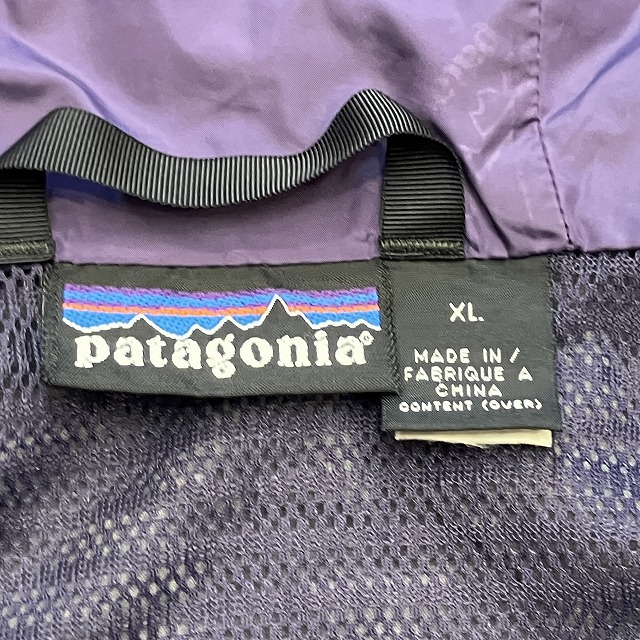 patagonia®
XL.
MADE IN /
FABRIQUE A
CHINA
CONTENT (OVER)